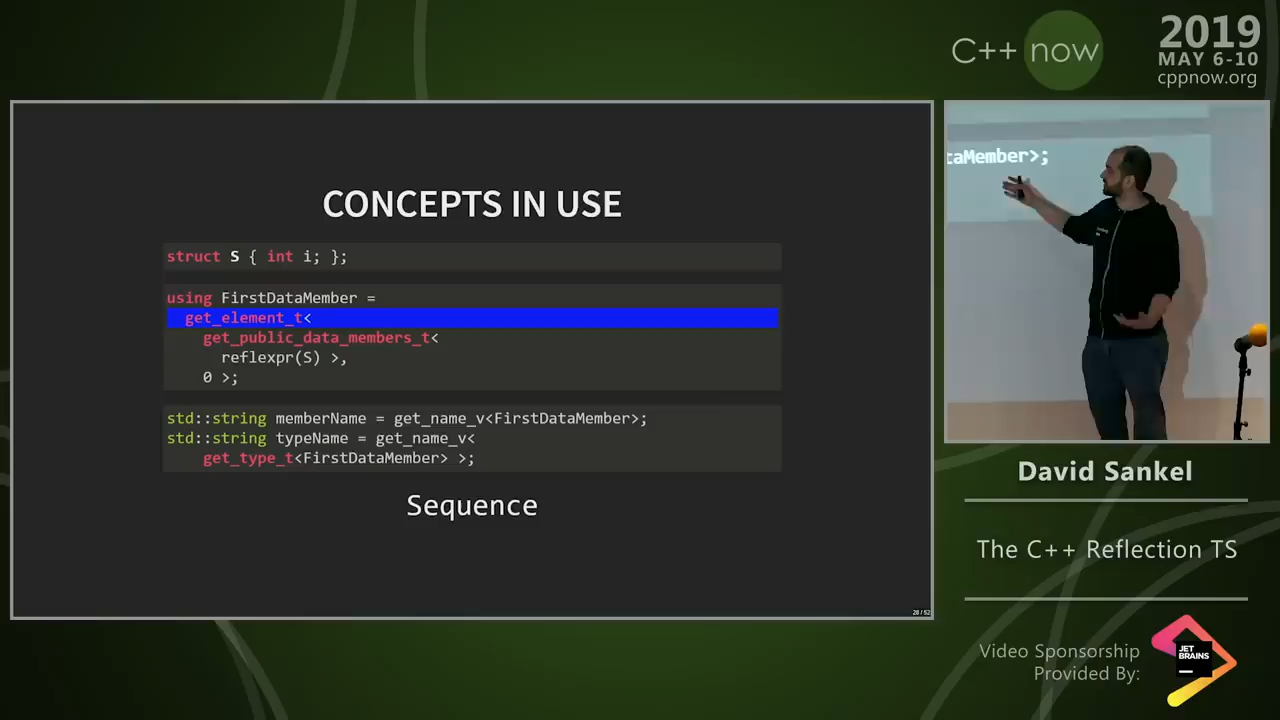 C++ now
2019
MAY 6-10
cppnow.org
CONCEPTS IN USE
struct S { int i; };
using FirstDataMember =
get_element_t<
get_public_data_members_t<
reflexpr(S) >,
0 >;
std::string memberName = get_name_v<FirstDataMember>;
std::string typeName = get_name_v<
get_type_t<FirstDataMember> >;
Sequence
28 / 52
taMember>;
David Sankel
The C++ Reflection TS
Video Sponsorship
Provided By:
JET
BRAINS